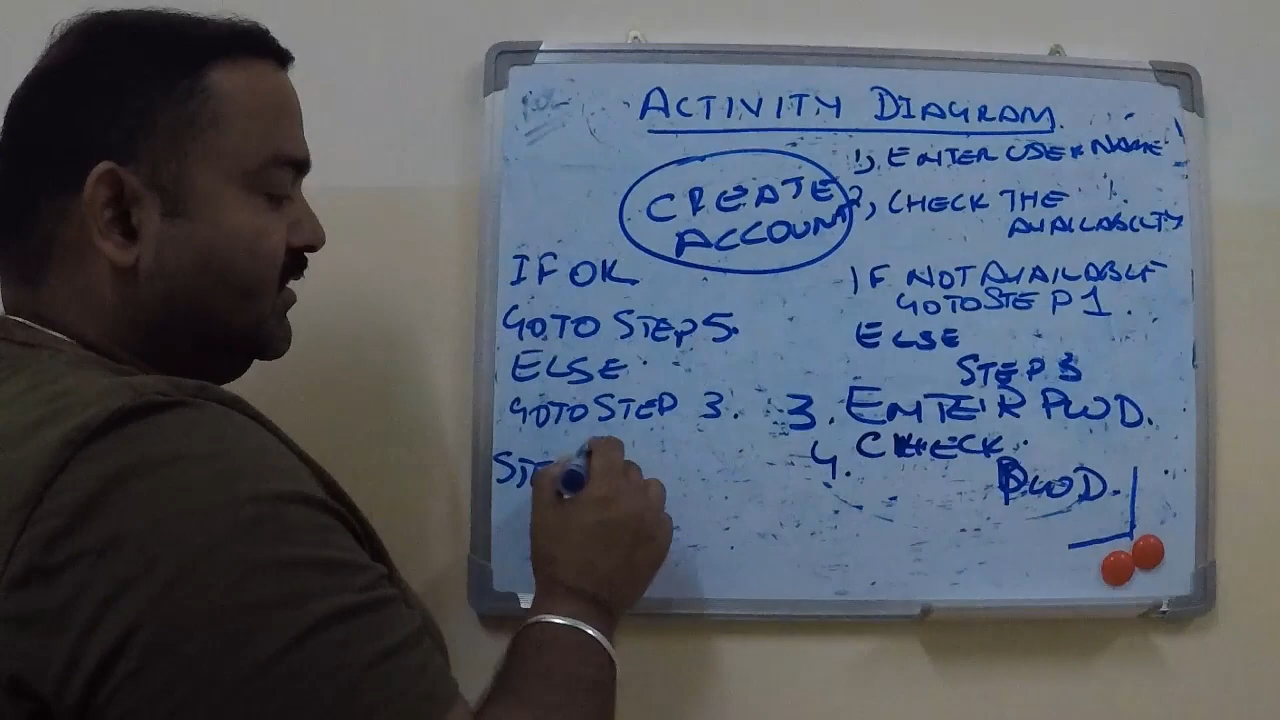 ACTIVITY DIAGRAM
CREATE
ACCOUNT
1, ENTER USER NAME
2, CHECK THE
AVAILABILITY
IF NOT AVAILABLE
GOTO STEP 1.
ELSE
STEP 3
3. ENTER PWD.
4. CHECK
PWD.
IF OK
GOTO STEP 5.
ELSE
GOTO STEP 3.
STE